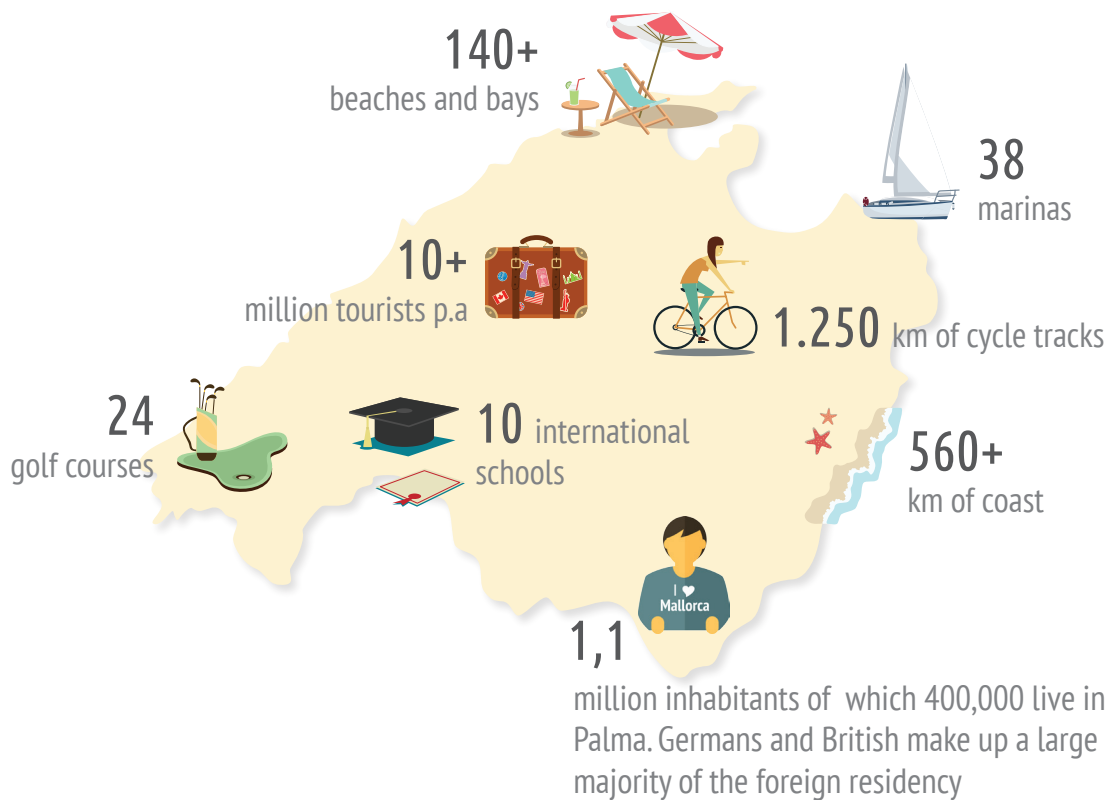 140+
beaches and bays
38
marinas
10+
million tourists p.a
1.250 km of cycle tracks
24
golf courses
10 international
schools
560+
km of coast
I ♥
Mallorca
1,1
million inhabitants of which 400,000 live in
Palma. Germans and British make up a large
majority of the foreign residency